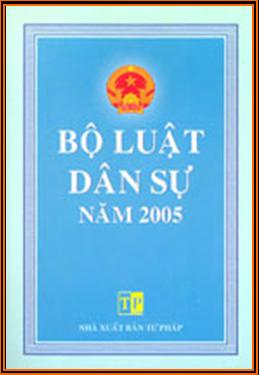 BỘ LUẬT
DÂN SỰ
NĂM 2005
TP
NHÀ XUẤT BẢN TƯ PHÁP